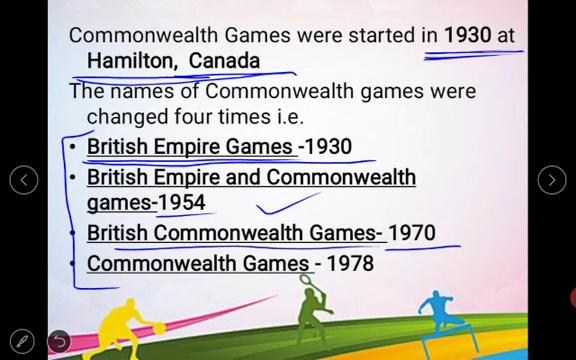 Commonwealth Games were started in 1930 at
Hamilton, Canada
The names of Commonwealth games were
changed four times i.e.
• British Empire Games -1930
• British Empire and Commonwealth
games-1954
• British Commonwealth Games- 1970
• Commonwealth Games - 1978